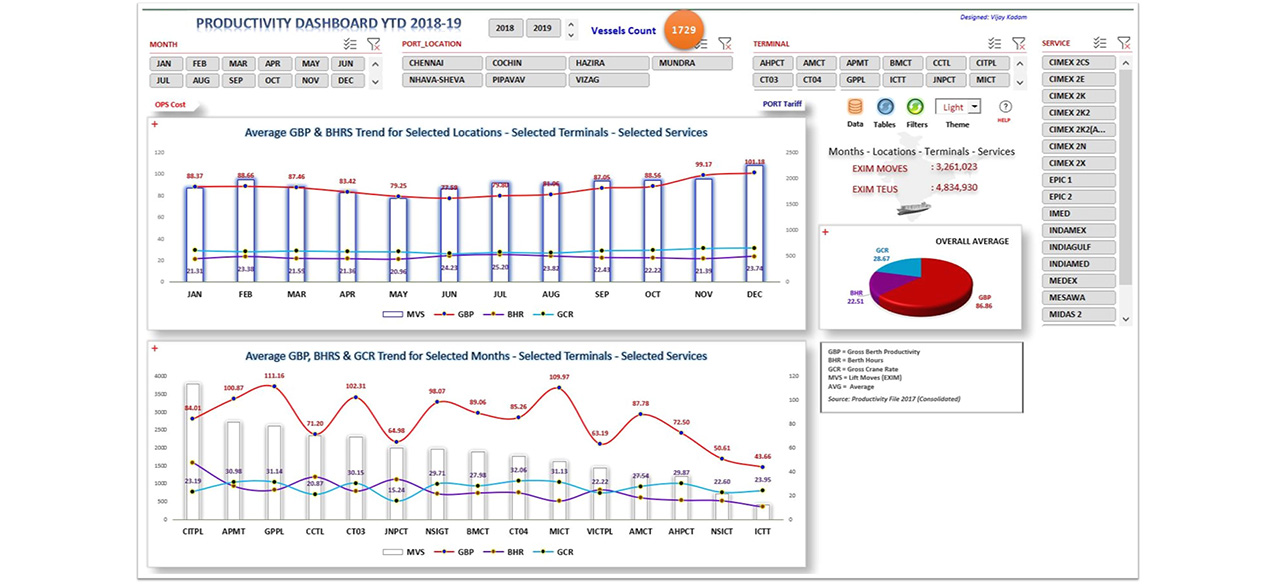 PRODUCTIVITY DASHBOARD YTD 2018-19
2018 2019
Vessels Count 1729
Designed: Vijay Kadam
MONTH
JAN FEB MAR APR MAY JUN
JUL AUG SEP OCT NOV DEC
PORT_LOCATION
CHENNAI COCHIN HAZIRA MUNDRA
NHAVA-SHEVA PIPAVAV VIZAG
TERMINAL
AHPCT AMCT APMT BMCT CCTL CITPL
CT03 CT04 GPPL ICTT JNPCT MICT
SERVICE
CIMEX 2CS
CIMEX 2E
CIMEX 2K
CIMEX 2K2
CIMEX 2K2(A...
CIMEX 2N
CIMEX 2X
EPIC 1
EPIC 2
IMED
INDAMEX
INDIAGULF
INDIAMED
MEDEX
MESAWA
MIDAS 2
OPS Cost
PORT Tariff
Data Tables Filters Light Theme ? HELP
Months - Locations - Terminals - Services
EXIM MOVES : 3,261,023
EXIM TEUS : 4,834,930
+
Average GBP & BHRS Trend for Selected Locations - Selected Terminals - Selected Services
120
100
80
60
40
20
0
2500
2000
1500
1000
500
0
88.37 88.66 87.46 83.42 79.25 77.59 79.80 81.06 87.05 88.56 99.17 101.18
21.31 23.38 21.59 21.36 20.96 24.23 25.20 23.82 22.43 22.22 21.39 23.74
JAN FEB MAR APR MAY JUN JUL AUG SEP OCT NOV DEC
MVS GBP BHR GCR
+
OVERALL AVERAGE
GCR
28.67
BHR
22.51
GBP
86.86
+
Average GBP, BHRS & GCR Trend for Selected Months - Selected Terminals - Selected Services
4000
3500
3000
2500
2000
1500
1000
500
0
120
100
80
60
40
20
0
84.01 100.87 111.16 71.20 102.31 64.98 98.07 89.06 85.26 109.97 63.19 87.78 72.50 50.61 43.66
23.19 30.98 31.14 20.87 30.15 15.24 29.71 27.98 32.06 31.13 22.22 27.54 29.87 22.60 23.95
CITPL APMT GPPL CCTL CT03 JNPCT NSIGT BMCT CT04 MICT VICTPL AMCT AHPCT NSICT ICTT
MVS GBP BHR GCR
GBP = Gross Berth Productivity
BHR = Berth Hours
GCR = Gross Crane Rate
MVS = Lift Moves (EXIM)
AVG = Average
Source: Productivity File 2017 (Consolidated)